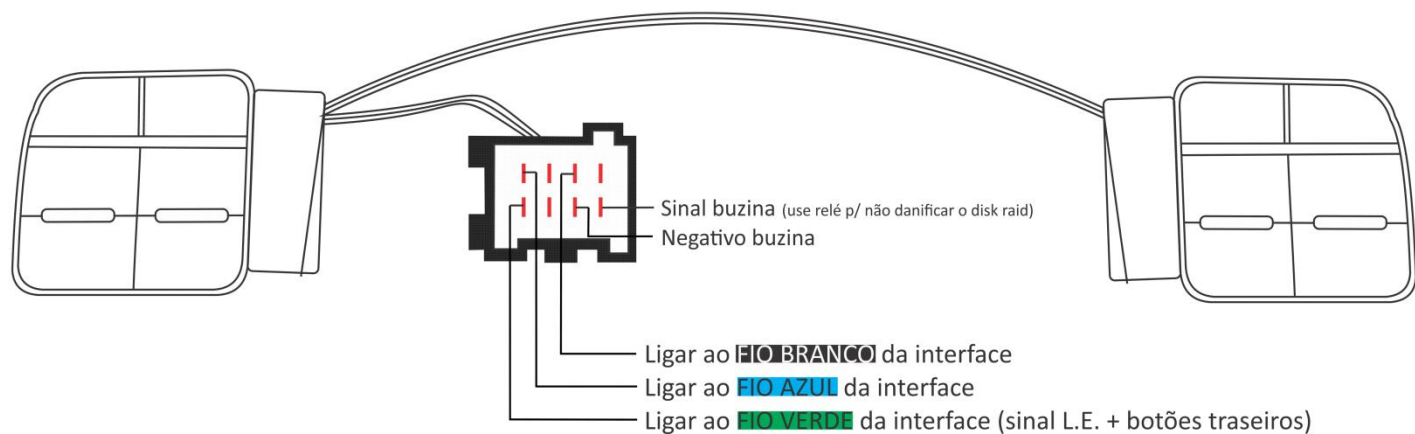 Sinal buzina (use relé p/ não danificar o disk raid)
Negativo buzina
Ligar ao FIO BRANCO da interface
Ligar ao FIO AZUL da interface
Ligar ao FIO VERDE da interface (sinal L.E. + botões traseiros)